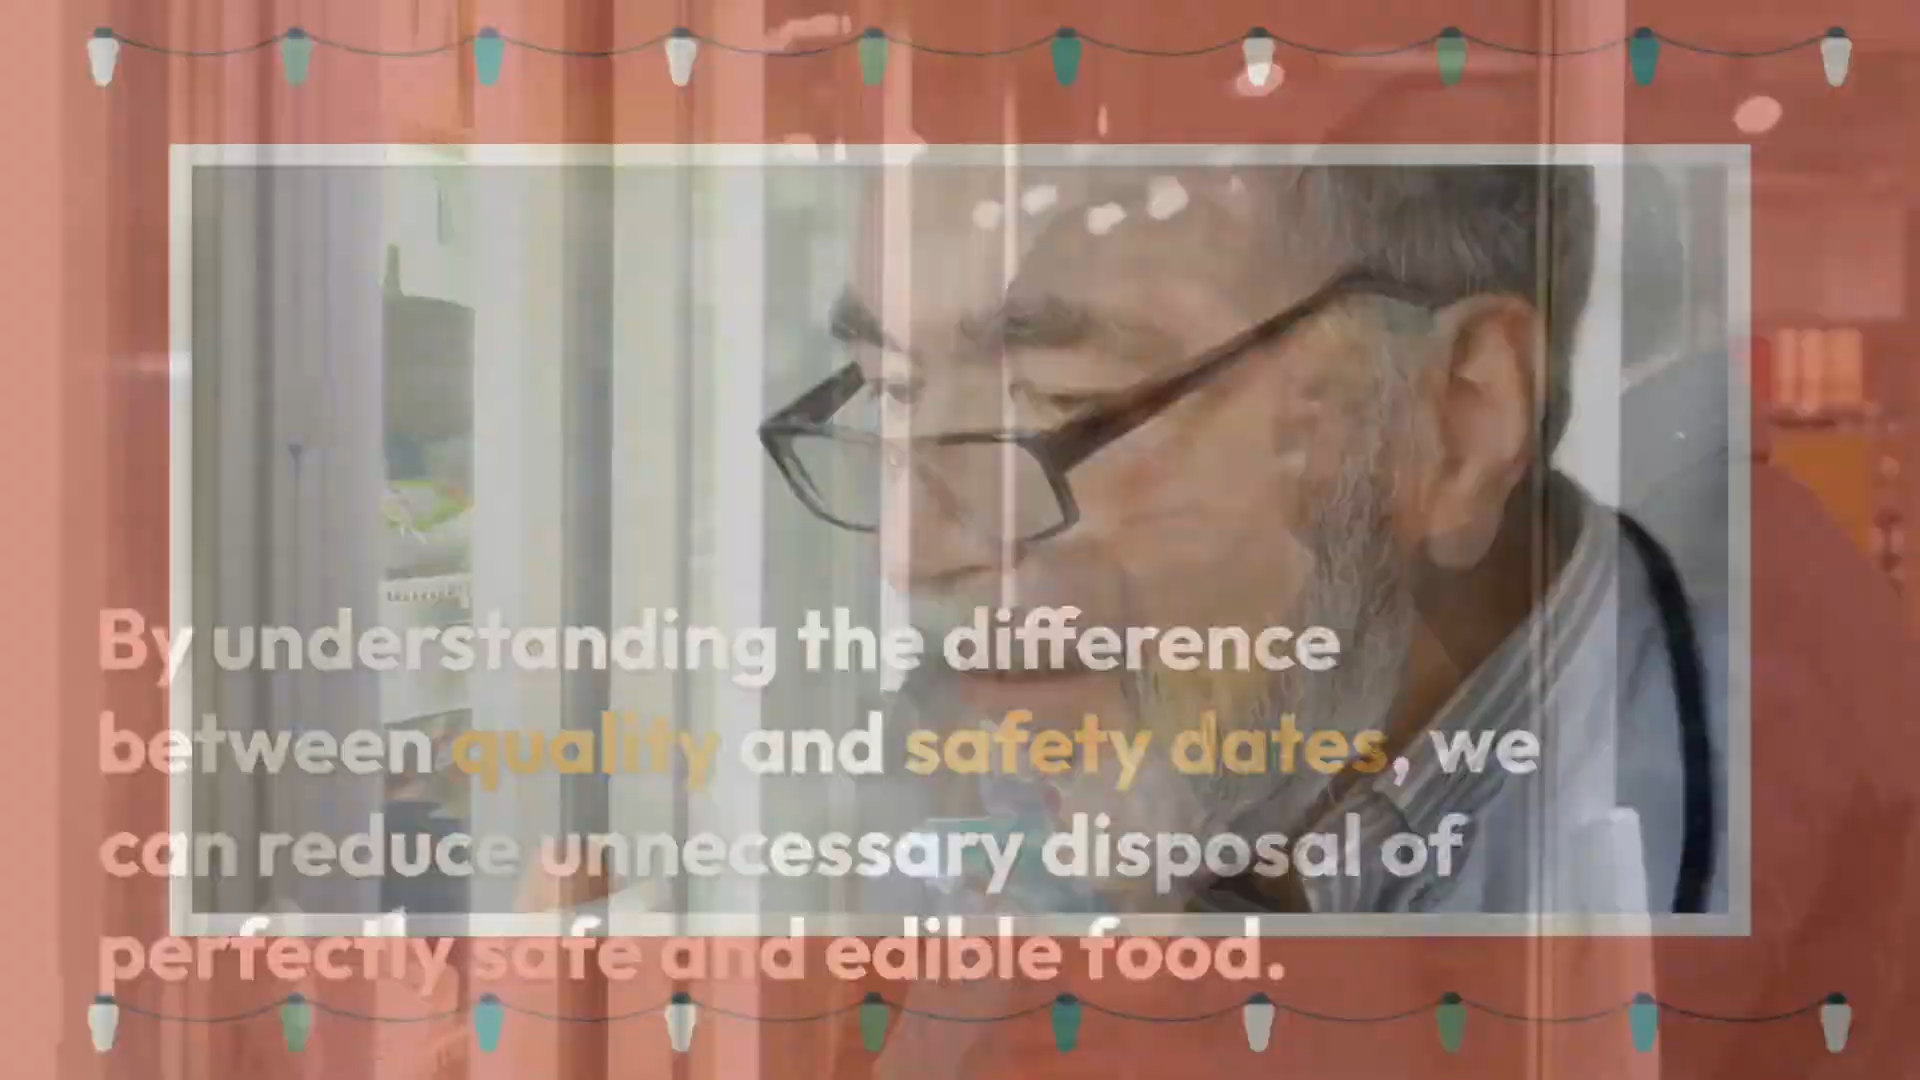 By understanding the difference
between quality and safety dates, we
can reduce unnecessary disposal of
perfectly safe and edible food.